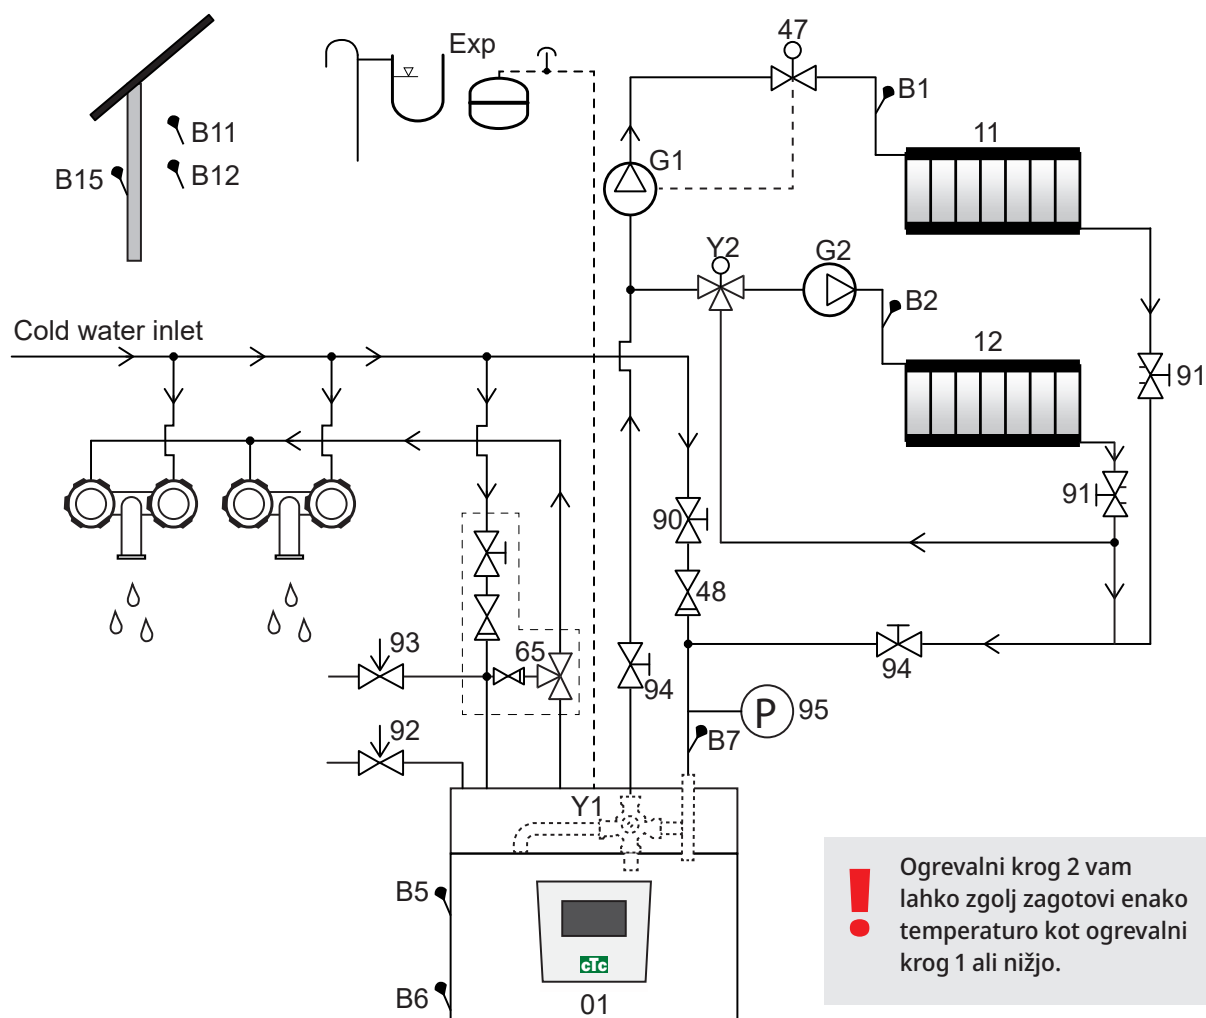 47
Exp
B1
B11
11
G1
B12
B15
Y2
G2
B2
Cold water inlet
12
91
91
90
48
93
65
94
94
95
P
B7
92
Y1
B5
cTc
B6
01
Ogrevalni krog 2 vam
lahko zgolj zagotovi enako
temperaturo kot ogrevalni
krog 1 ali nižjo.
!